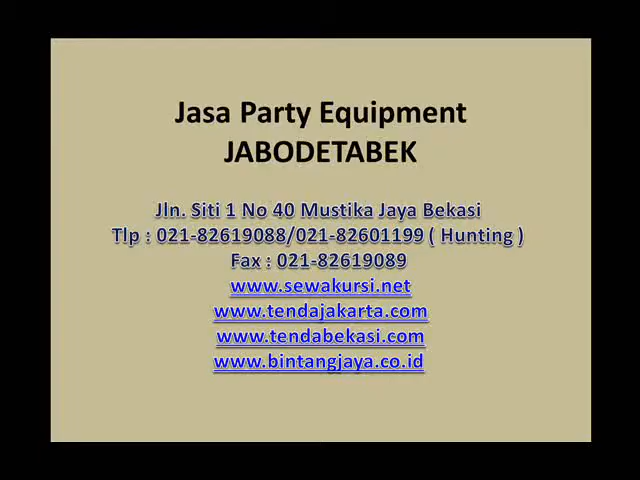 Jasa Party Equipment
JABODETABEK
Jln. Siti 1 No 40 Mustika Jaya Bekasi
Tlp : 021-82619088/021-82601199 ( Hunting )
Fax : 021-82619089
www.sewakursi.net
www.tendajakarta.com
www.tendabekasi.com
www.bintangjaya.co.id